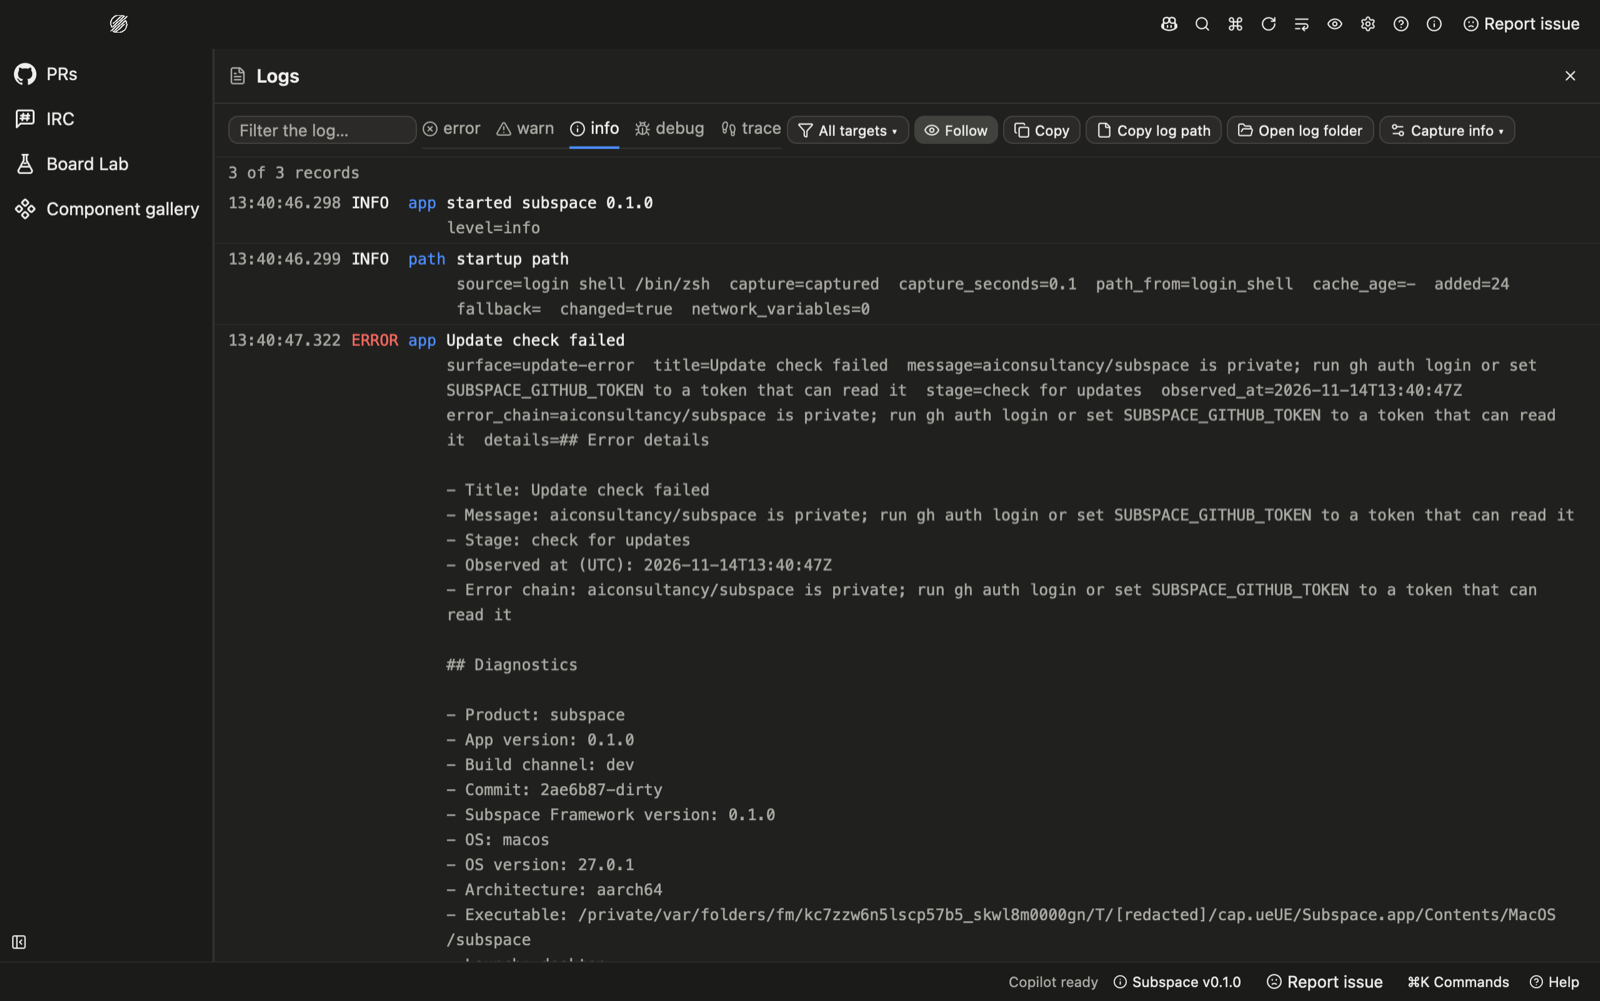 Report issue
PRs
IRC
Board Lab
Component gallery
Logs
Filter the log...
error
warn
info
debug
trace
All targets
Follow
Copy
Copy log path
Open log folder
Capture info
3 of 3 records
13:40:46.298 INFO app started subspace 0.1.0
level=info
13:40:46.299 INFO path startup path
source=login shell /bin/zsh capture=captured capture_seconds=0.1 path_from=login_shell cache_age=- added=24
fallback= changed=true network_variables=0
13:40:47.322 ERROR app Update check failed
surface=update-error title=Update check failed message=aiconsultancy/subspace is private; run gh auth login or set
SUBSPACE_GITHUB_TOKEN to a token that can read it stage=check for updates observed_at=2026-11-14T13:40:47Z
error_chain=aiconsultancy/subspace is private; run gh auth login or set SUBSPACE_GITHUB_TOKEN to a token that can read
it details=## Error details
- Title: Update check failed
- Message: aiconsultancy/subspace is private; run gh auth login or set SUBSPACE_GITHUB_TOKEN to a token that can read it
- Stage: check for updates
- Observed at (UTC): 2026-11-14T13:40:47Z
- Error chain: aiconsultancy/subspace is private; run gh auth login or set SUBSPACE_GITHUB_TOKEN to a token that can
read it
## Diagnostics
- Product: subspace
- App version: 0.1.0
- Build channel: dev
- Commit: 2ae6b87-dirty
- Subspace Framework version: 0.1.0
- OS: macos
- OS version: 27.0.1
- Architecture: aarch64
- Executable: /private/var/folders/fm/kc7zzw6n5lscp57b5_skwl8m0000gn/T/[redacted]/cap.ueUE/Subspace.app/Contents/MacOS
/subspace
Copilot ready
Subspace v0.1.0
Report issue
⌘K Commands
Help